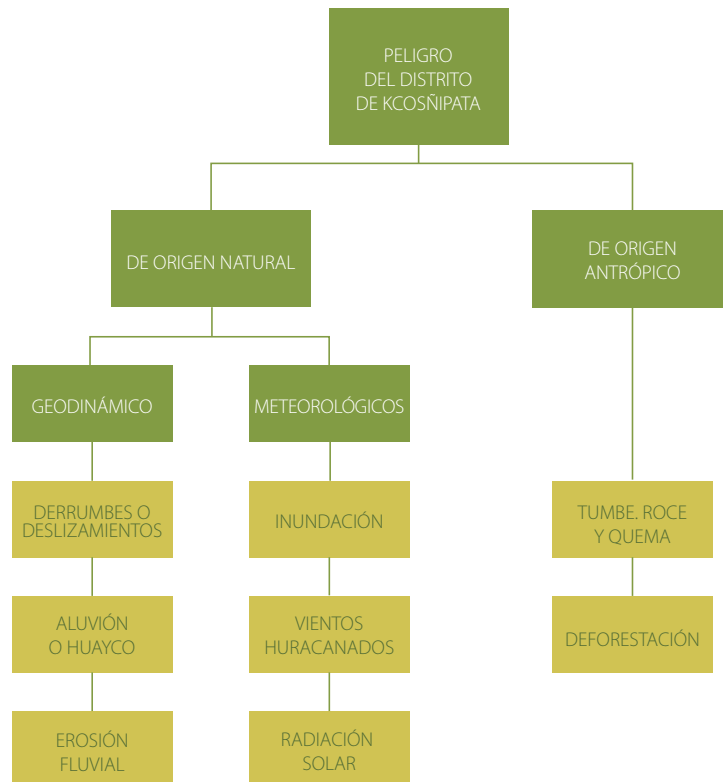 PELIGRO
DEL DISTRITO
DE KCOSÑIPATA
DE ORIGEN NATURAL
DE ORIGEN
ANTRÓPICO
GEODINÁMICO
METEOROLÓGICOS
DERRUMBES O
DESLIZAMIENTOS
INUNDACIÓN
TUMBE. ROCE
Y QUEMA
ALUVIÓN
O HUAYCO
VIENTOS
HURACANADOS
DEFORESTACIÓN
EROSIÓN
FLUVIAL
RADIACIÓN
SOLAR